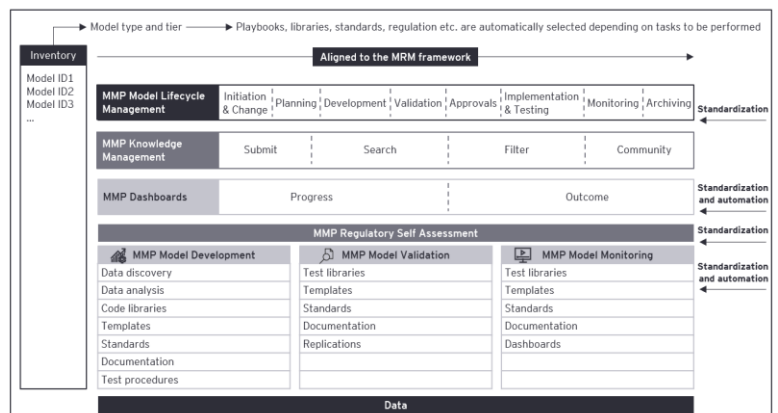 Model type and tier
Playbooks, libraries, standards, regulation etc. are automatically selected depending on tasks to be performed
Inventory
Model ID1
Model ID2
Model ID3
...
Aligned to the MRM framework
MMP Model Lifecycle
Management
Initiation
& Change
Planning
Development
Validation
Approvals
Implementation
& Testing
Monitoring
Archiving
Standardization
MMP Knowledge
Management
Submit
Search
Filter
Community
MMP Dashboards
Progress
Outcome
Standardization
and automation
MMP Regulatory Self Assessment
Standardization
MMP Model Development
Data discovery
Data analysis
Code libraries
Templates
Standards
Documentation
Test procedures
MMP Model Validation
Test libraries
Templates
Standards
Documentation
Replications
MMP Model Monitoring
Test libraries
Templates
Standards
Documentation
Dashboards
Standardization
and automation
Data